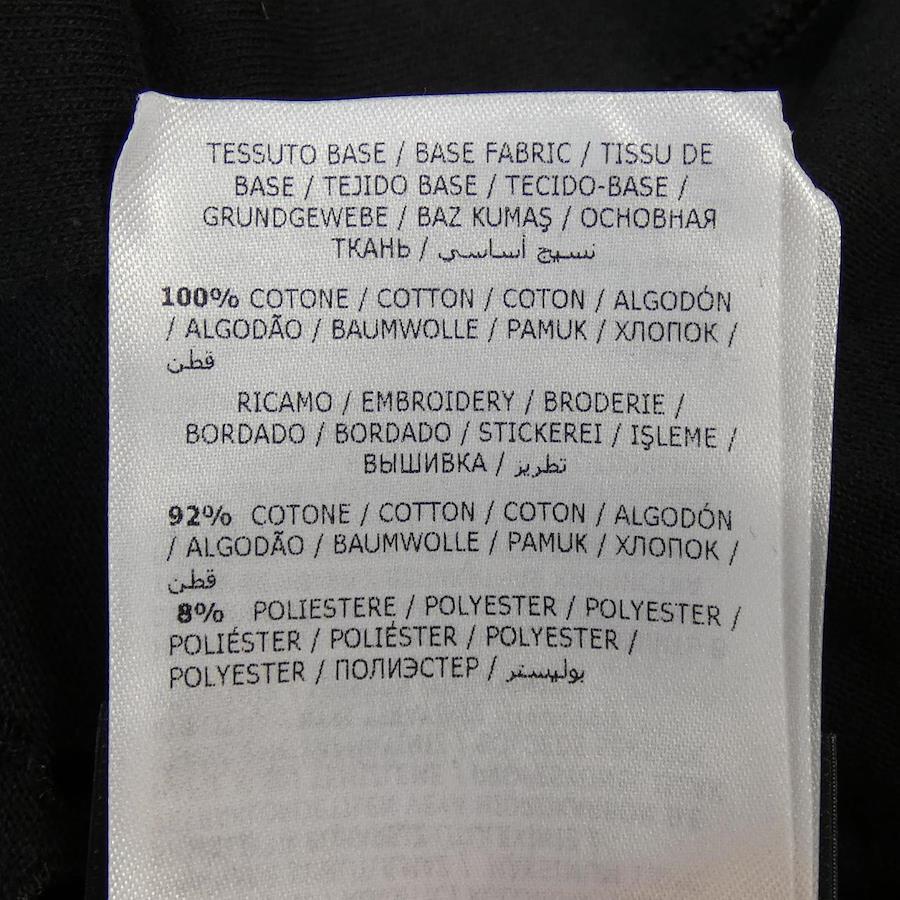 TESSUTO BASE / BASE FABRIC / TISSU DE
BASE / TEJIDO BASE / TECIDO-BASE /
GRUNDGEWEBE / BAZ KUMAŞ / ОСНОВНАЯ
ТКАНЬ / نسيج أساسي
100% COTONE / COTTON / COTON / ALGODÓN
/ ALGODÃO / BAUMWOLLE / PAMUK / ХЛОПОК /
قطن
RICAMO / EMBROIDERY / BRODERIE /
BORDADO / BORDADO / STICKEREI / IŞLEME /
ВЫШИВКА / تطريز
92% COTONE / COTTON / COTON / ALGODÓN
/ ALGODÃO / BAUMWOLLE / PAMUK / ХЛОПОК /
قطن
8% POLIESTERE / POLYESTER / POLYESTER /
POLIÉSTER / POLIÉSTER / POLYESTER /
POLYESTER / ПОЛИЭСТЕР / بوليستر